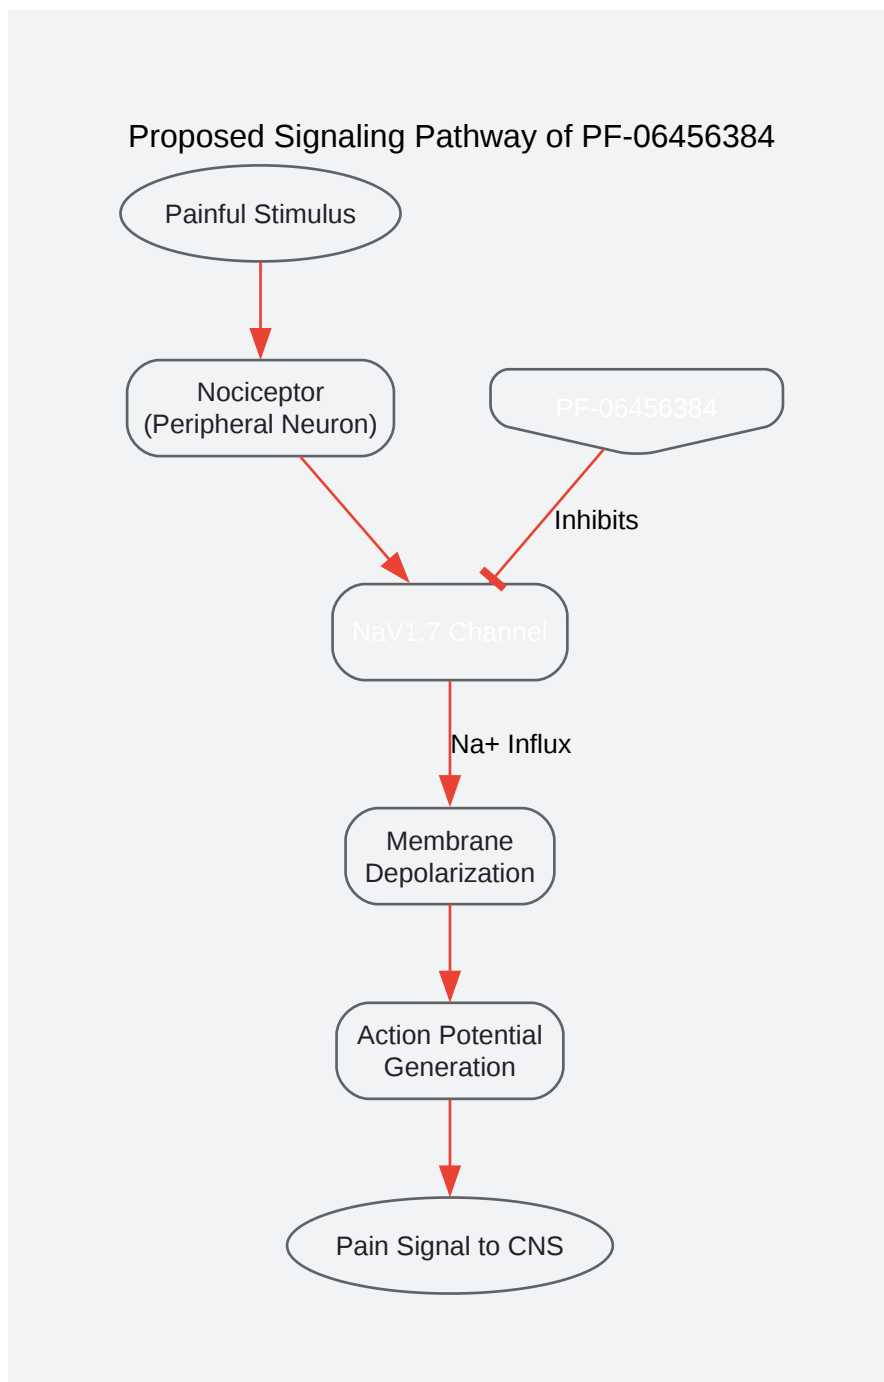 Proposed Signaling Pathway of PF-06456384
Painful Stimulus
Nociceptor
(Peripheral Neuron)
PF-06456384
Inhibits
NaV1.7 Channel
Na+ Influx
Membrane
Depolarization
Action Potential
Generation
Pain Signal to CNS